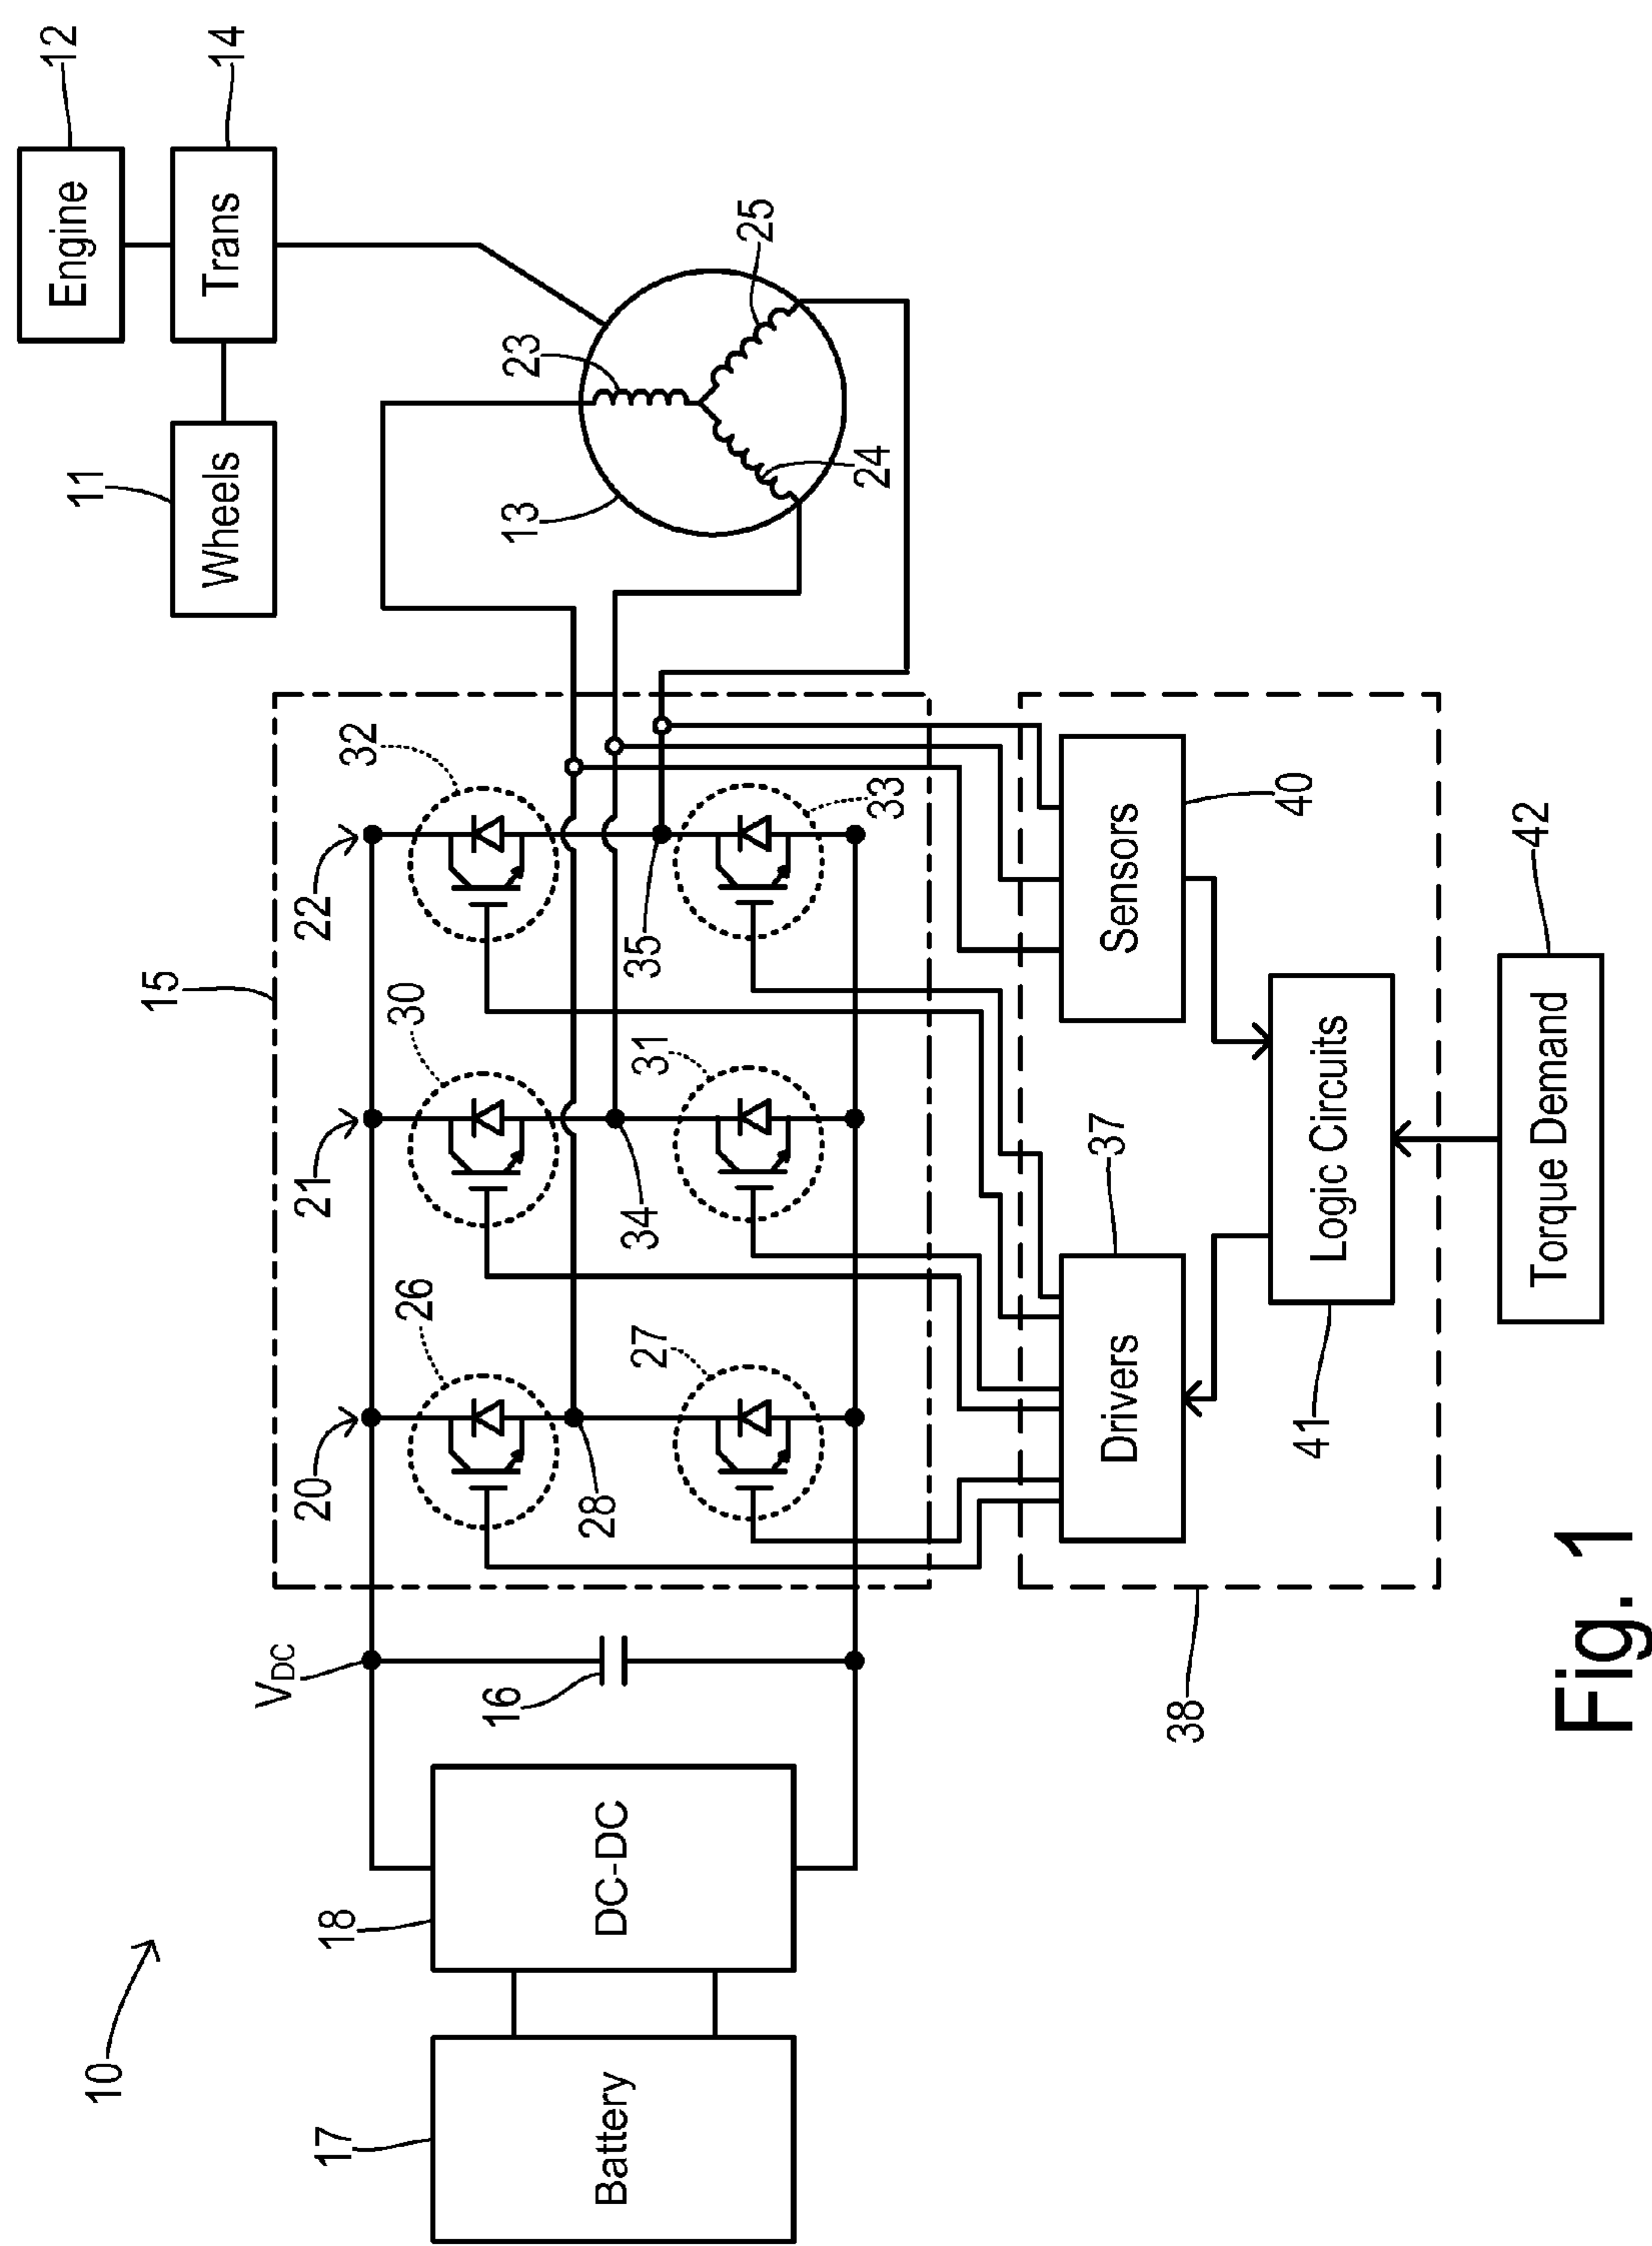 10
12
Engine
14
Trans
11
Wheels
15
20
21
22
26
30
32
27
31
33
28
34
35
23
24
25
13
V_DC
16
18
DC-DC
17
Battery
37
Drivers
Sensors
40
38
41
Logic Circuits
Torque Demand
42
Fig. 1